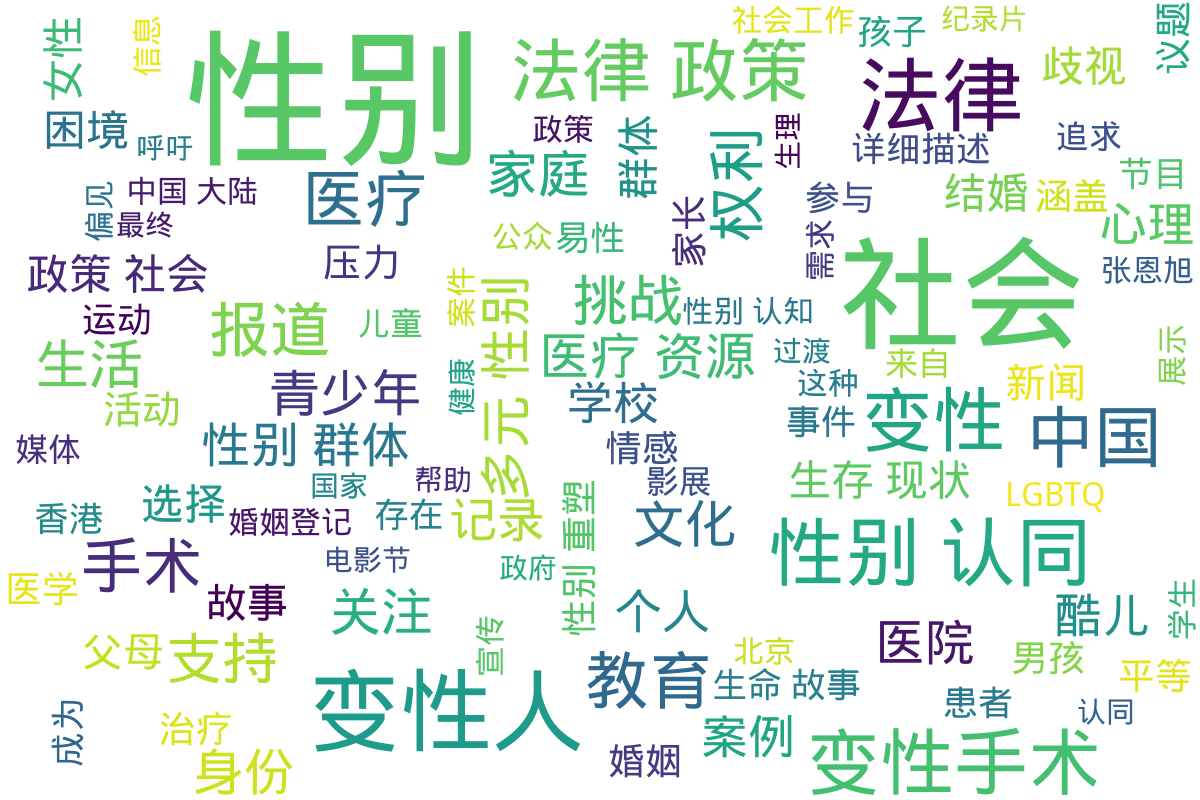 性别
社会
法律 政策
法律
变性人
性别 认同
变性手术
变性
中国
教育
医疗
报道
手术
支持
权利
家庭
挑战
医疗 资源
多元 性别
青少年
性别 群体
政策 社会
生活
文化
关注
记录
个人
身份
医院
酷儿
案例
生存 现状
心理
结婚
学校
选择
困境
女性
信息
呼吁
偏见
中国 大陆
最终
压力
运动
儿童
活动
媒体
香港
国家
婚姻登记
存在
帮助
电影节
医学
故事
父母
治疗
成为
宣传
政府
性别 重塑
健康
案件
公众
易性
政策
群体
家长
生理
社会工作
孩子
纪录片
议题
歧视
详细描述
追求
节目
涵盖
参与
需求
张恩旭
性别 认知
过渡
来自
展示
这种
新闻
事件
情感
影展
LGBTQ
学生
男孩
平等
北京
生命 故事
患者
认同
婚姻